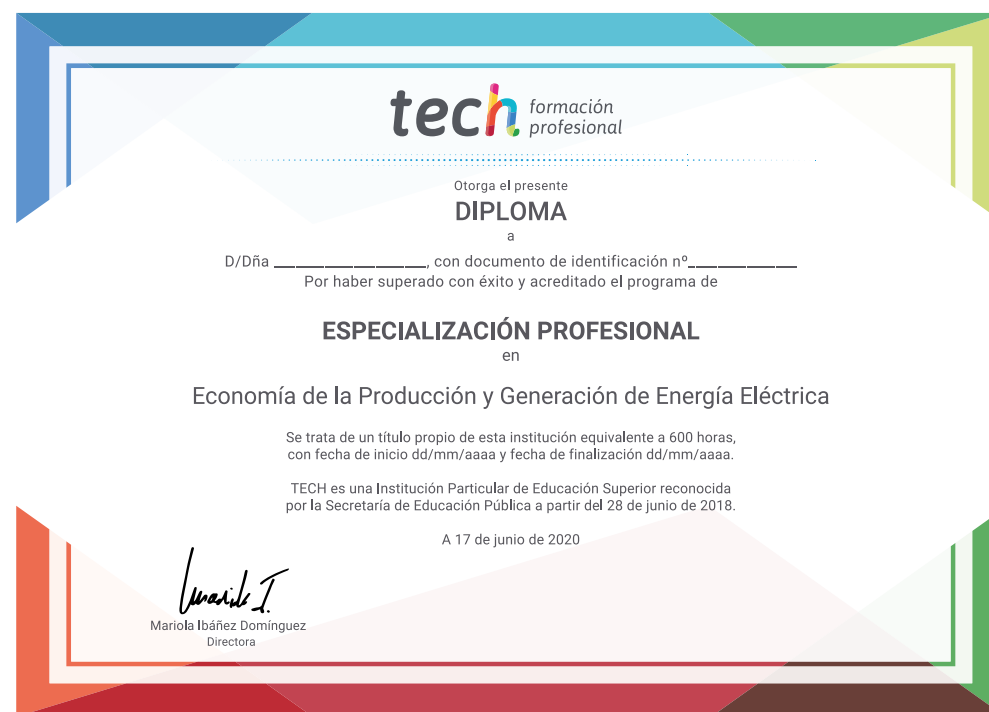 tech formación
profesional
Otorga el presente
DIPLOMA
a
D/Dña ____________________, con documento de identificación nº______________
Por haber superado con éxito y acreditado el programa de
ESPECIALIZACIÓN PROFESIONAL
en
Economía de la Producción y Generación de Energía Eléctrica
Se trata de un título propio de esta institución equivalente a 600 horas,
con fecha de inicio dd/mm/aaaa y fecha de finalización dd/mm/aaaa.
TECH es una Institución Particular de Educación Superior reconocida
por la Secretaría de Educación Pública a partir del 28 de junio de 2018.
A 17 de junio de 2020
Mariola Ibáñez Domínguez
Directora